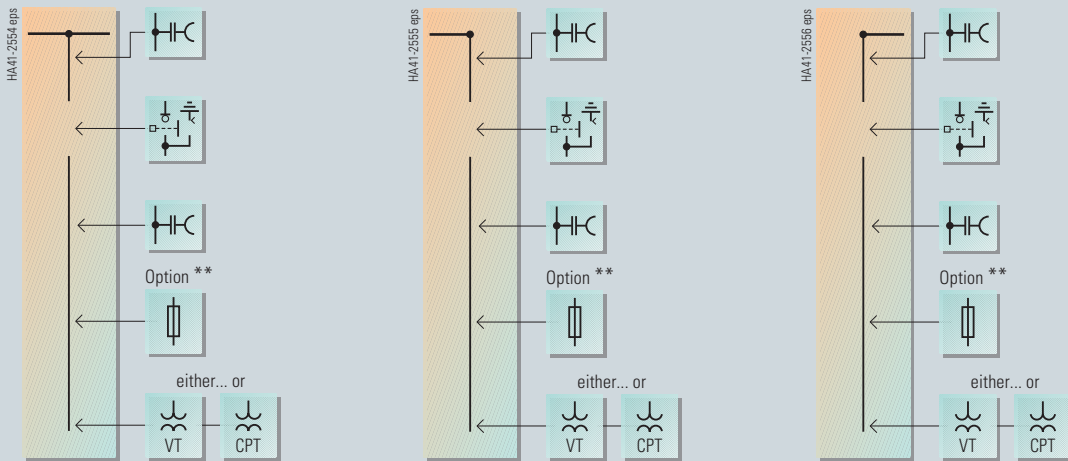 HA41-2554 eps
Option **
either... or
VT
CPT
HA41-2555 eps
Option **
either... or
VT
CPT
HA41-2556 eps
Option **
either... or
VT
CPT